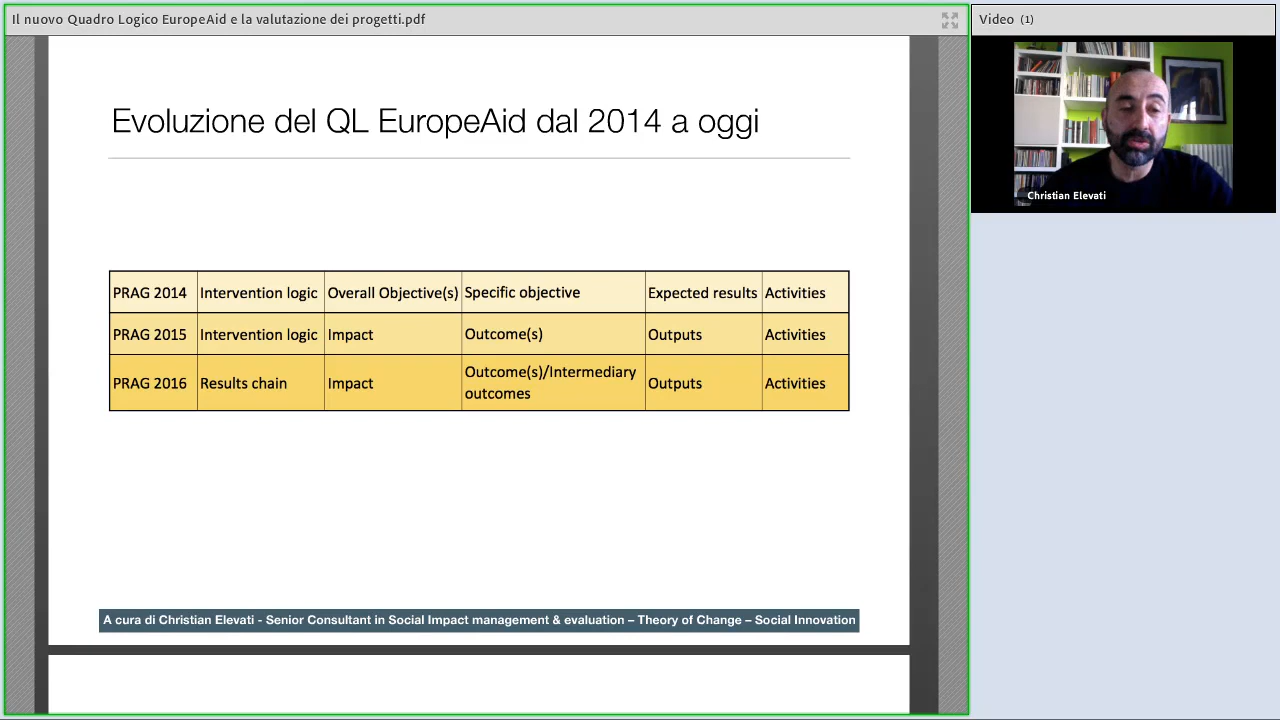 Il nuovo Quadro Logico EuropeAid e la valutazione dei progetti.pdf
Video (1)
Christian Elevati
Evoluzione del QL EuropeAid dal 2014 a oggi
PRAG 2014 Intervention logic Overall Objective(s) Specific objective Expected results Activities
PRAG 2015 Intervention logic Impact Outcome(s) Outputs Activities
PRAG 2016 Results chain Impact Outcome(s)/Intermediary outcomes Outputs Activities
A cura di Christian Elevati - Senior Consultant in Social Impact management & evaluation – Theory of Change – Social Innovation